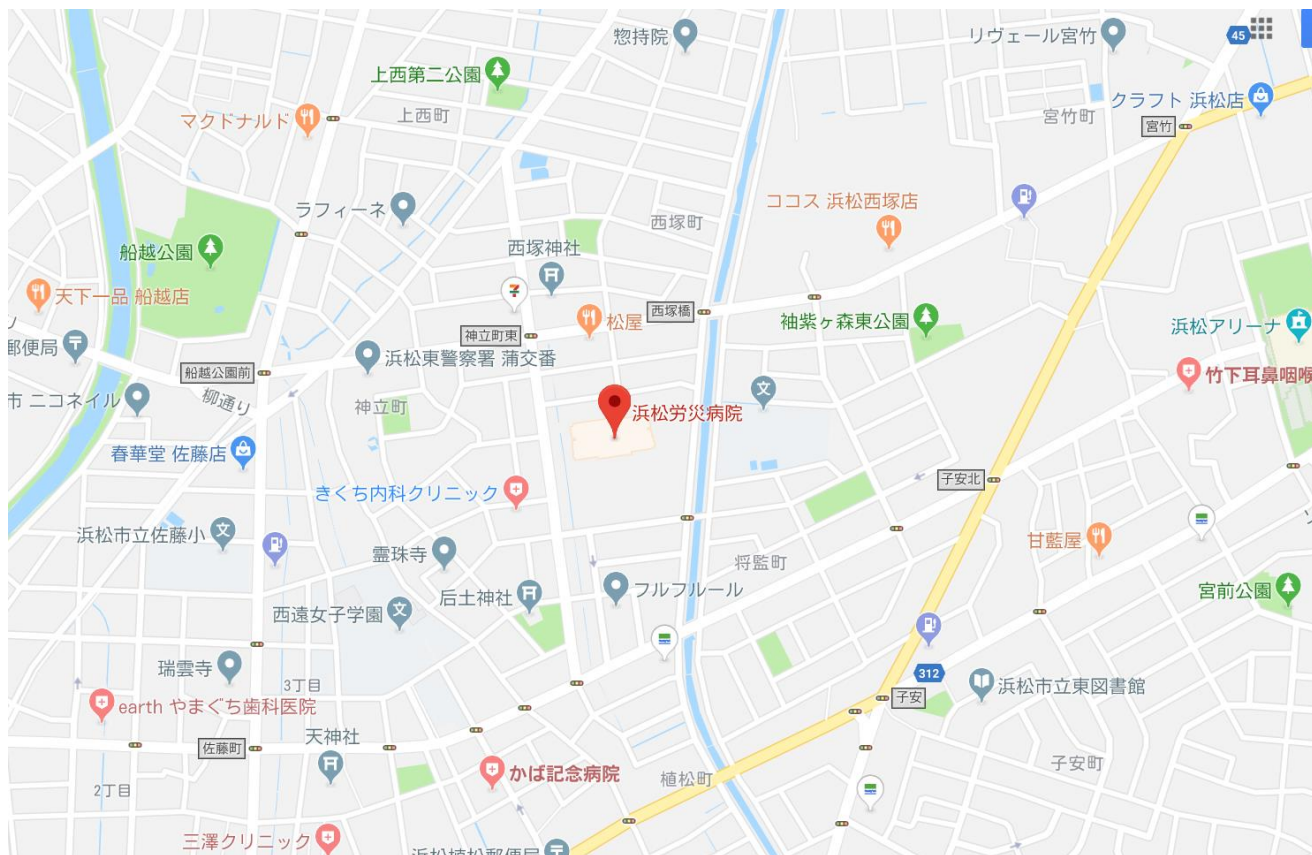 惣持院
リヴェール宮竹
45
上西第二公園
クラフト 浜松店
マクドナルド
上西町
宮竹町
宮竹
ラフィーネ
西塚町
ココス 浜松西塚店
船越公園
西塚神社
天下一品 船越店
西塚橋
松屋
袖紫ヶ森東公園
浜松アリーナ
神立町東
郵便局
浜松東警察署 蒲交番
船越公園前
竹下耳鼻咽喉
市 ニコネイル
柳通り
神立町
浜松労災病院
春華堂 佐藤店
子安北
きくち内科クリニック
浜松市立佐藤小
甘藍屋
霊珠寺
将監町
后土神社
フルフルール
宮前公園
西遠女子学園
瑞雲寺
312
3丁目
子安
浜松市立東図書館
earth やまぐち歯科医院
天神社
佐藤町
かば記念病院
植松町
子安町
2丁目
三澤クリニック
浜松植松郵便局